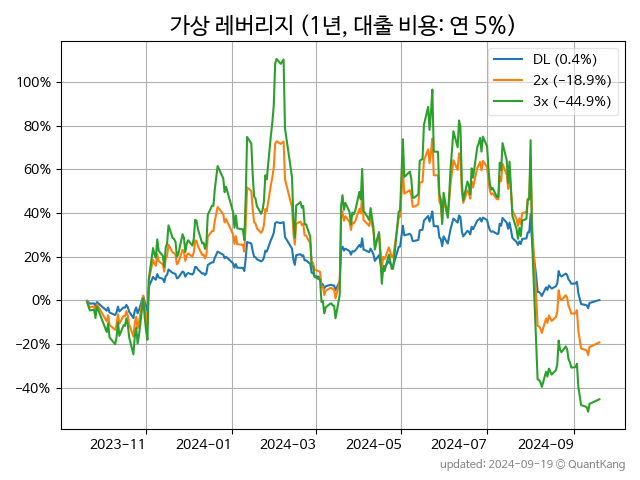 가상 레버리지 (1년, 대출 비용: 연 5%)
DL (0.4%)
2x (−18.9%)
3x (−44.9%)
100%
80%
60%
40%
20%
0%
−20%
−40%
2023-11
2024-01
2024-03
2024-05
2024-07
2024-09
updated: 2024-09-19 © QuantKang